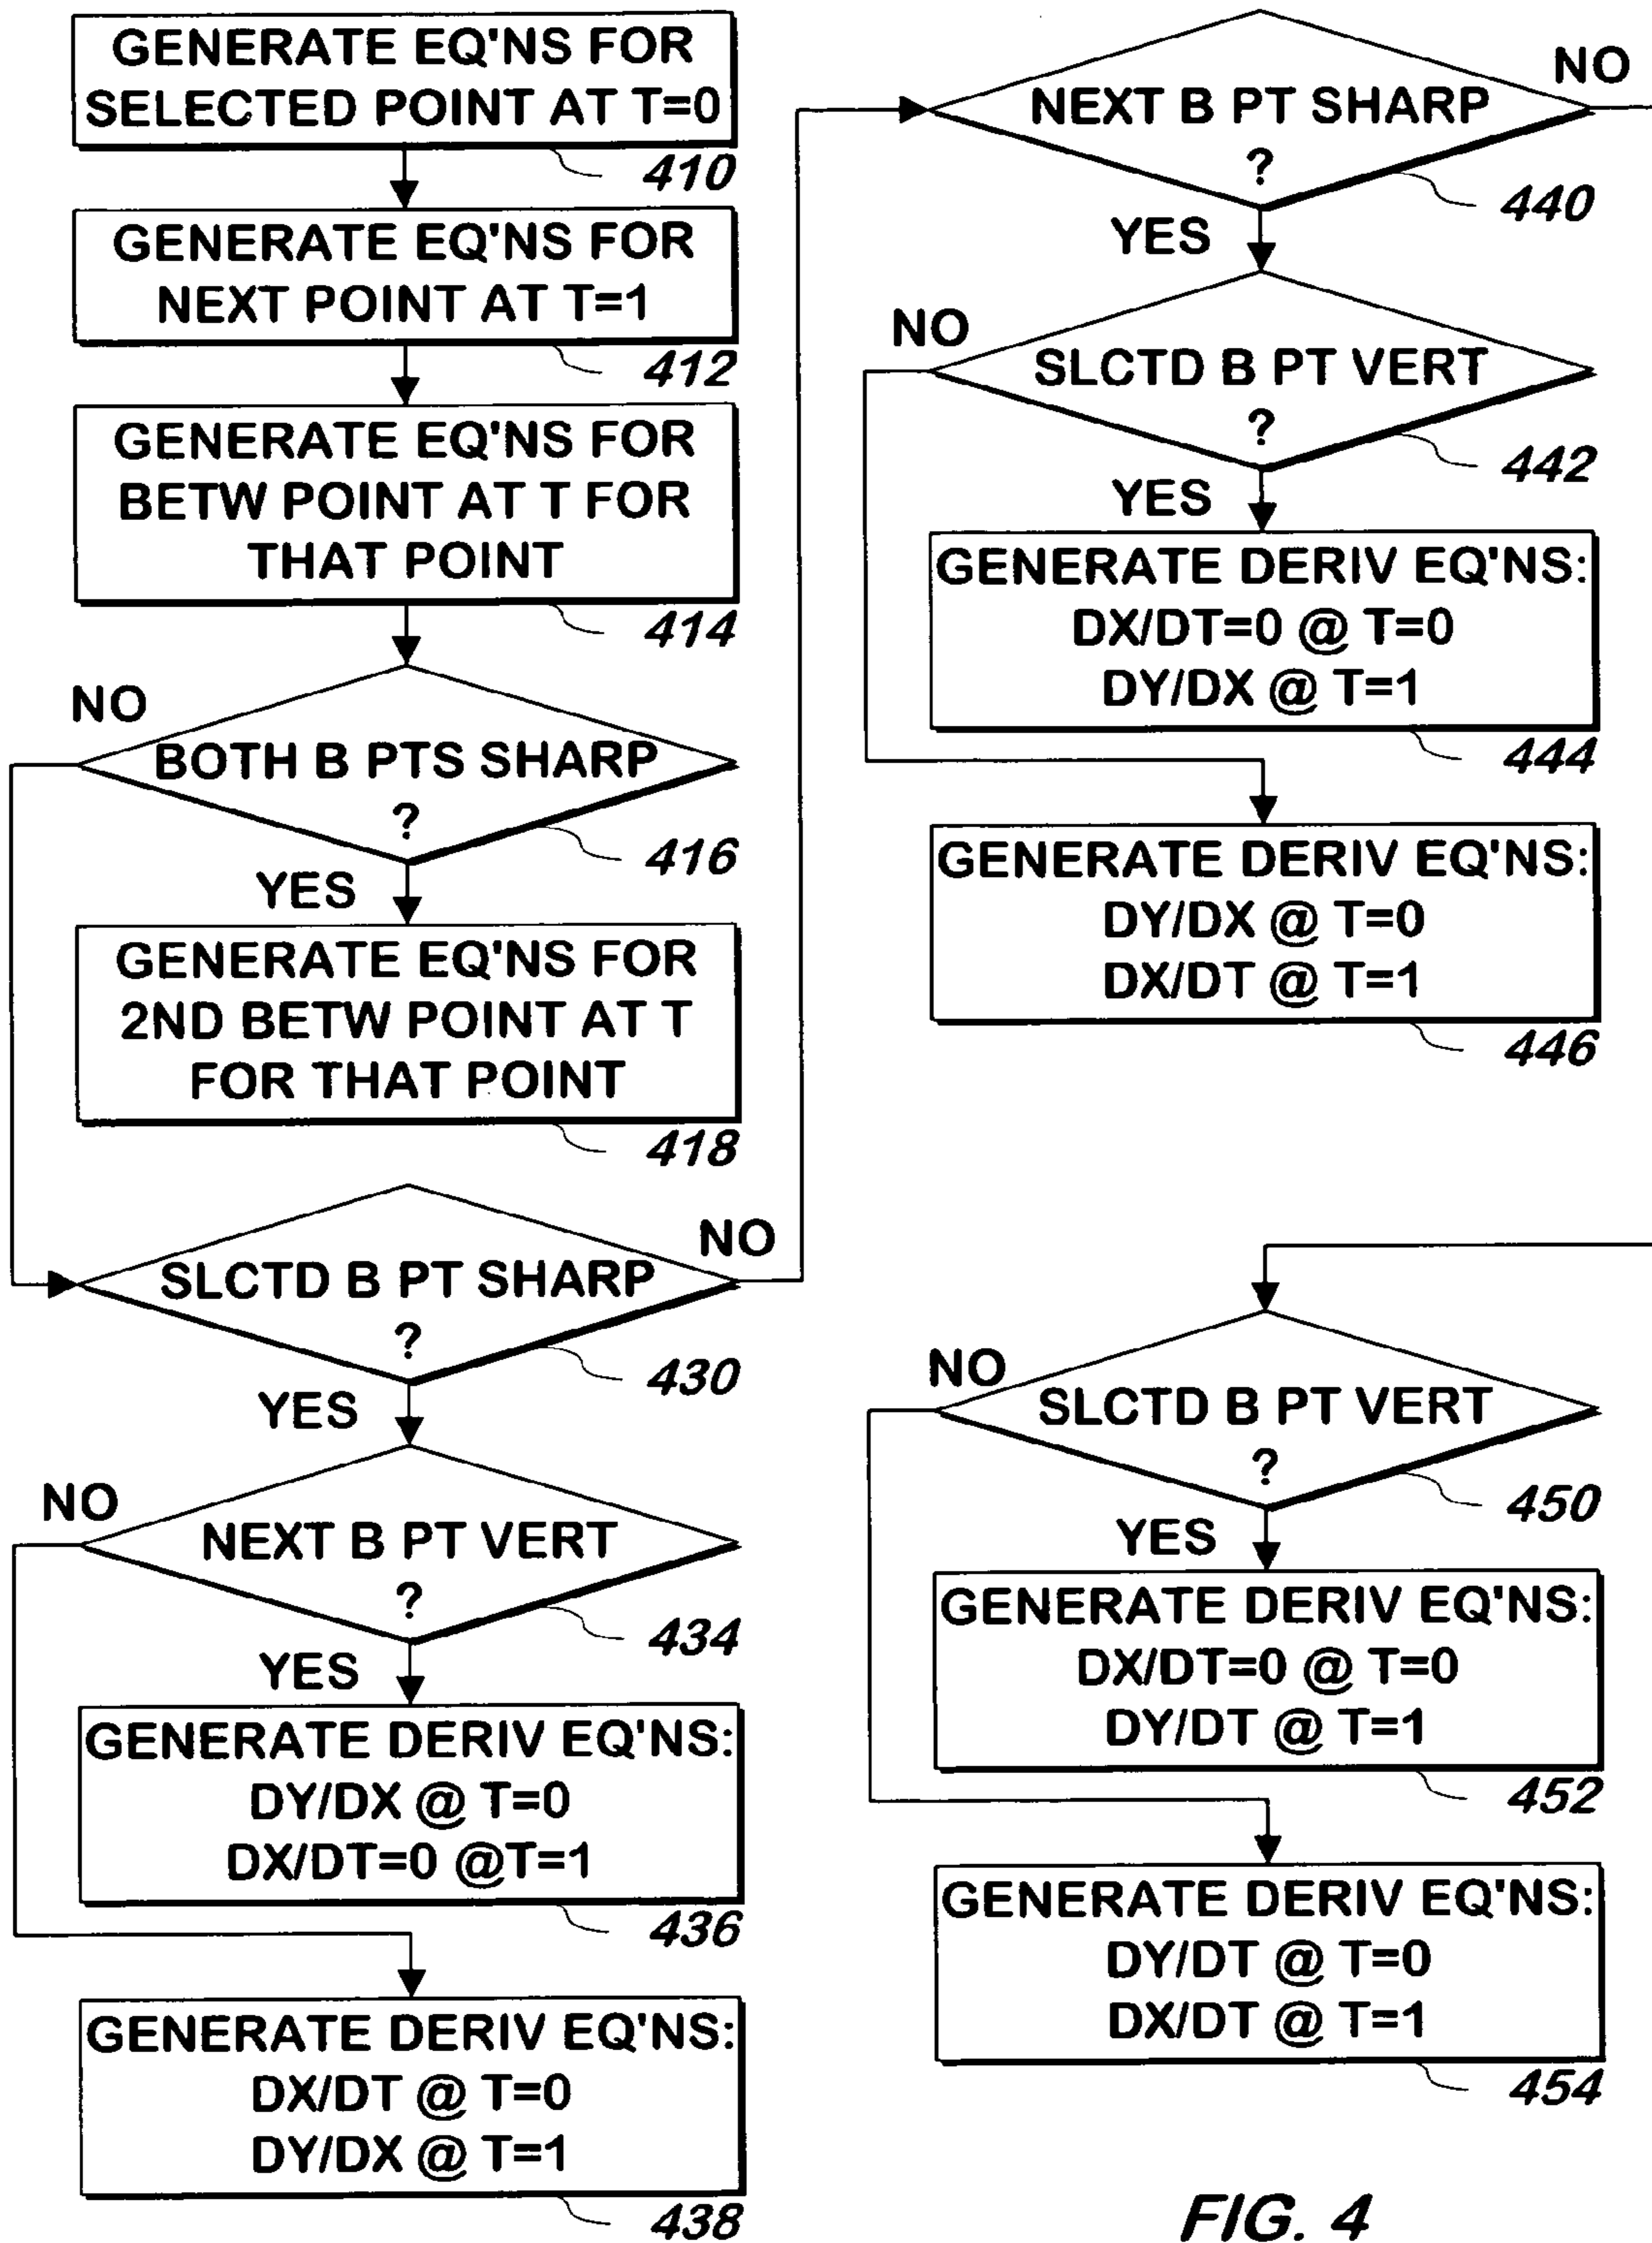 GENERATE EQ'NS FOR
SELECTED POINT AT T=0
410
GENERATE EQ'NS FOR
NEXT POINT AT T=1
412
GENERATE EQ'NS FOR
BETW POINT AT T FOR
THAT POINT
414
NO
BOTH B PTS SHARP
?
416
YES
GENERATE EQ'NS FOR
2ND BETW POINT AT T
FOR THAT POINT
418
NO
SLCTD B PT SHARP
?
430
YES
NO
NEXT B PT VERT
?
434
YES
GENERATE DERIV EQ'NS:
DY/DX @ T=0
DX/DT=0 @T=1
436
GENERATE DERIV EQ'NS:
DX/DT @ T=0
DY/DX @ T=1
438
NO
NEXT B PT SHARP
?
440
YES
NO
SLCTD B PT VERT
?
442
YES
GENERATE DERIV EQ'NS:
DX/DT=0 @ T=0
DY/DX @ T=1
444
GENERATE DERIV EQ'NS:
DY/DX @ T=0
DX/DT @ T=1
446
NO
SLCTD B PT VERT
?
450
YES
GENERATE DERIV EQ'NS:
DX/DT=0 @ T=0
DY/DT @ T=1
452
GENERATE DERIV EQ'NS:
DY/DT @ T=0
DX/DT @ T=1
454
FIG. 4